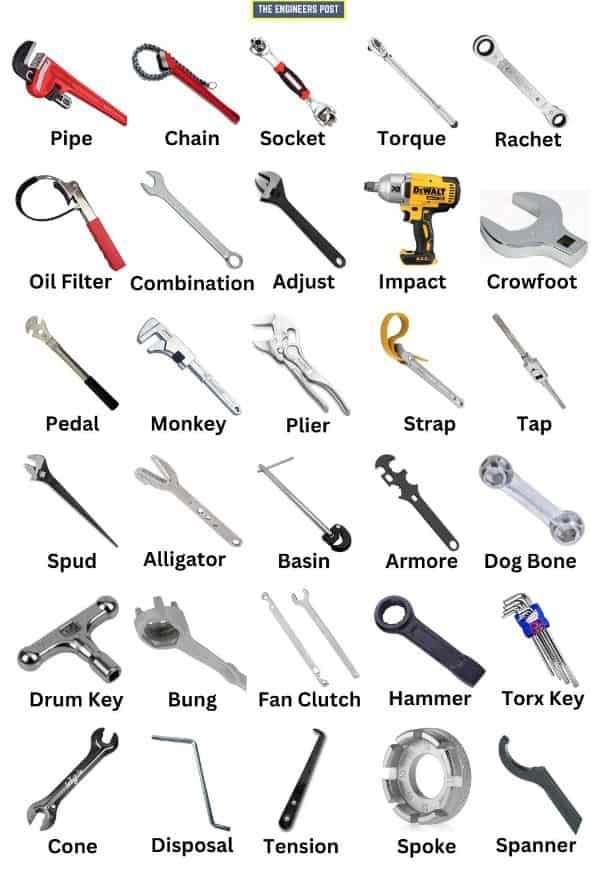 THE ENGINEERS POST
Pipe Chain Socket Torque Rachet
Oil Filter Combination Adjust Impact Crowfoot
DEWALT
XR
Pedal Monkey Plier Strap Tap
Spud Alligator Basin Armore Dog Bone
Drum Key Bung Fan Clutch Hammer Torx Key
Cone Disposal Tension Spoke Spanner